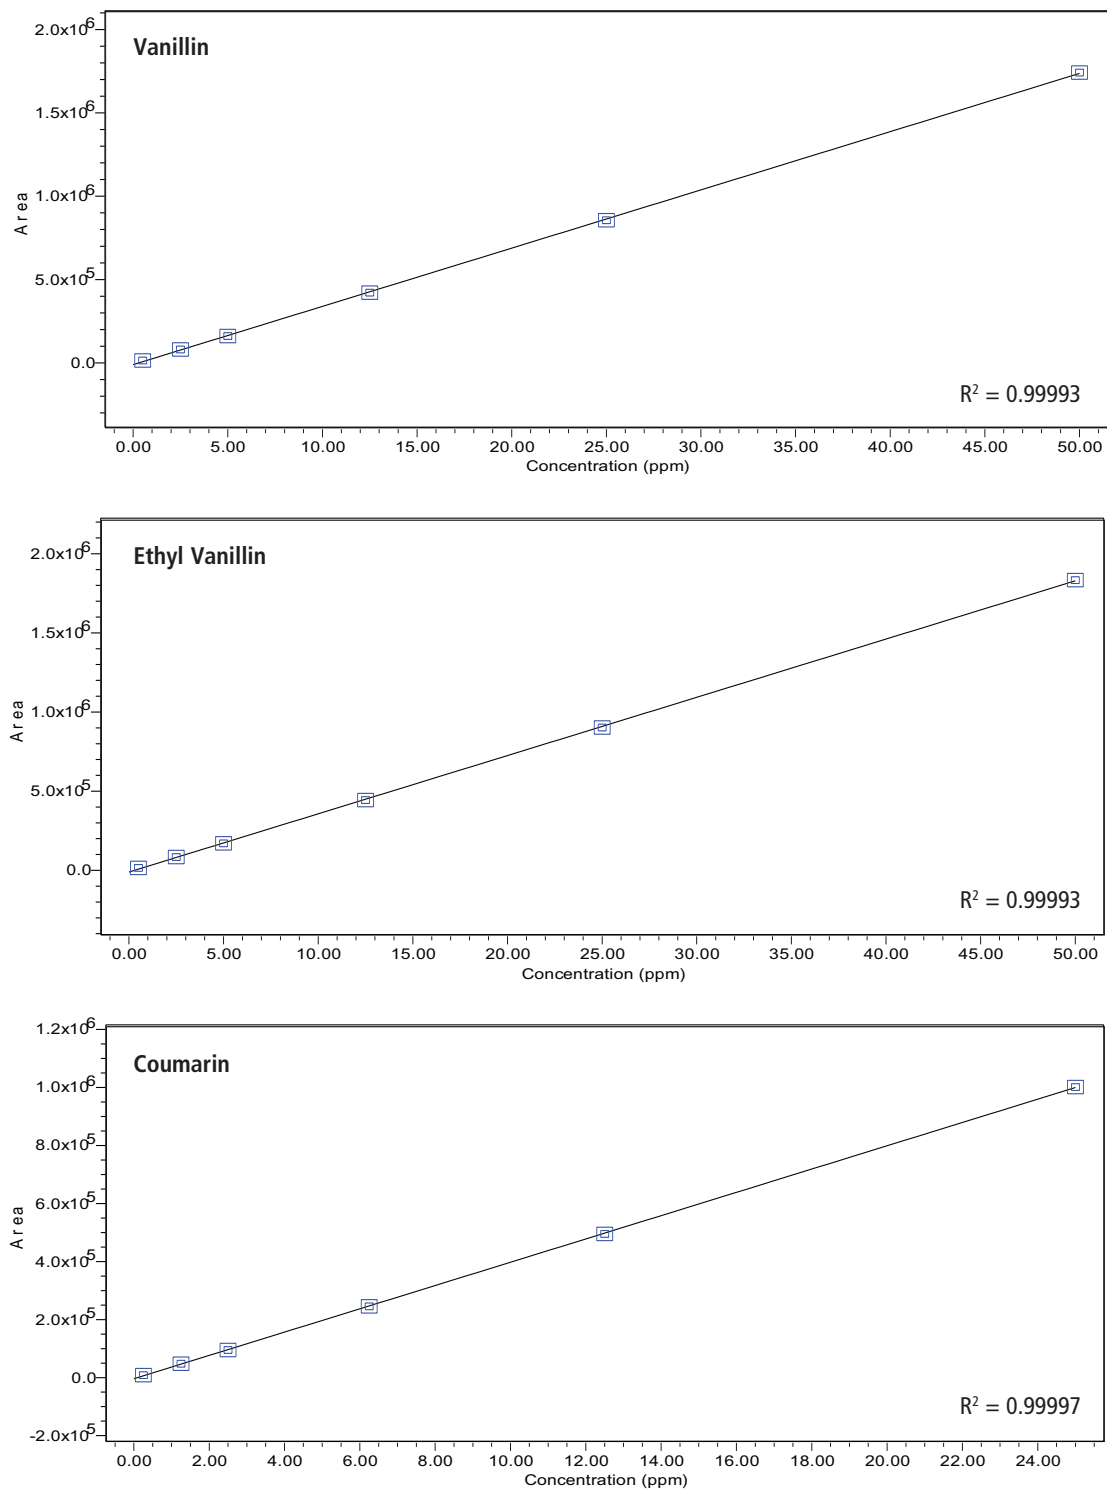 Vanillin
2.0x10⁶
1.5x10⁶
1.0x10⁶
5.0x10⁵
0.0
Area
R² = 0.99993
0.00 5.00 10.00 15.00 20.00 25.00 30.00 35.00 40.00 45.00 50.00
Concentration (ppm)
Ethyl Vanillin
2.0x10⁶
1.5x10⁶
1.0x10⁶
5.0x10⁵
0.0
Area
R² = 0.99993
0.00 5.00 10.00 15.00 20.00 25.00 30.00 35.00 40.00 45.00 50.00
Concentration (ppm)
Coumarin
1.2x10⁶
1.0x10⁶
8.0x10⁵
6.0x10⁵
4.0x10⁵
2.0x10⁵
0.0
-2.0x10⁵
Area
R² = 0.99997
0.00 2.00 4.00 6.00 8.00 10.00 12.00 14.00 16.00 18.00 20.00 22.00 24.00
Concentration (ppm)